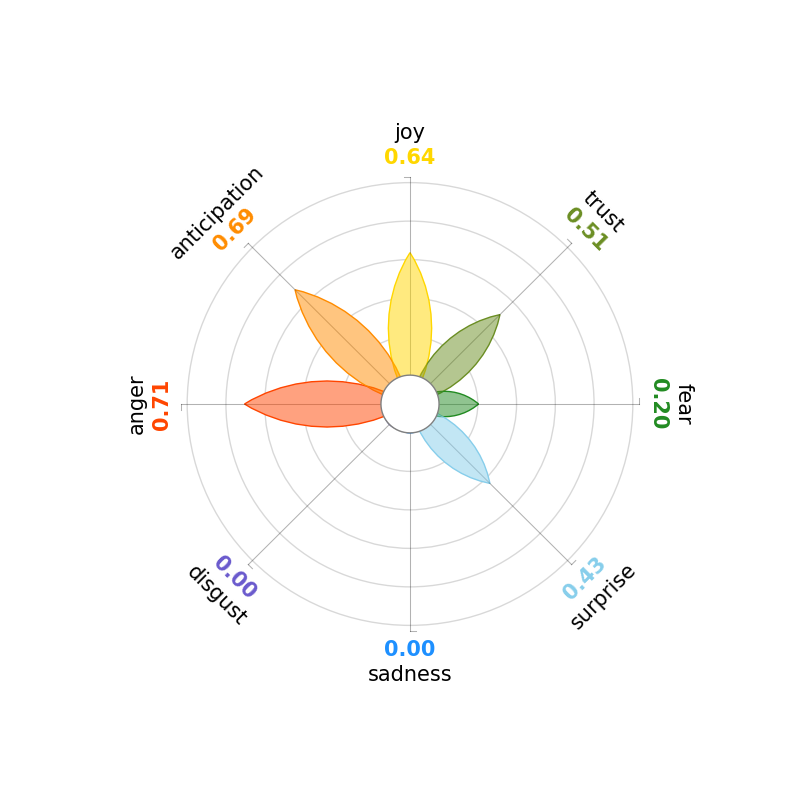 joy
0.64
trust
0.51
fear
0.20
surprise
0.43
0.00
sadness
disgust
0.00
anger
0.71
anticipation
0.69